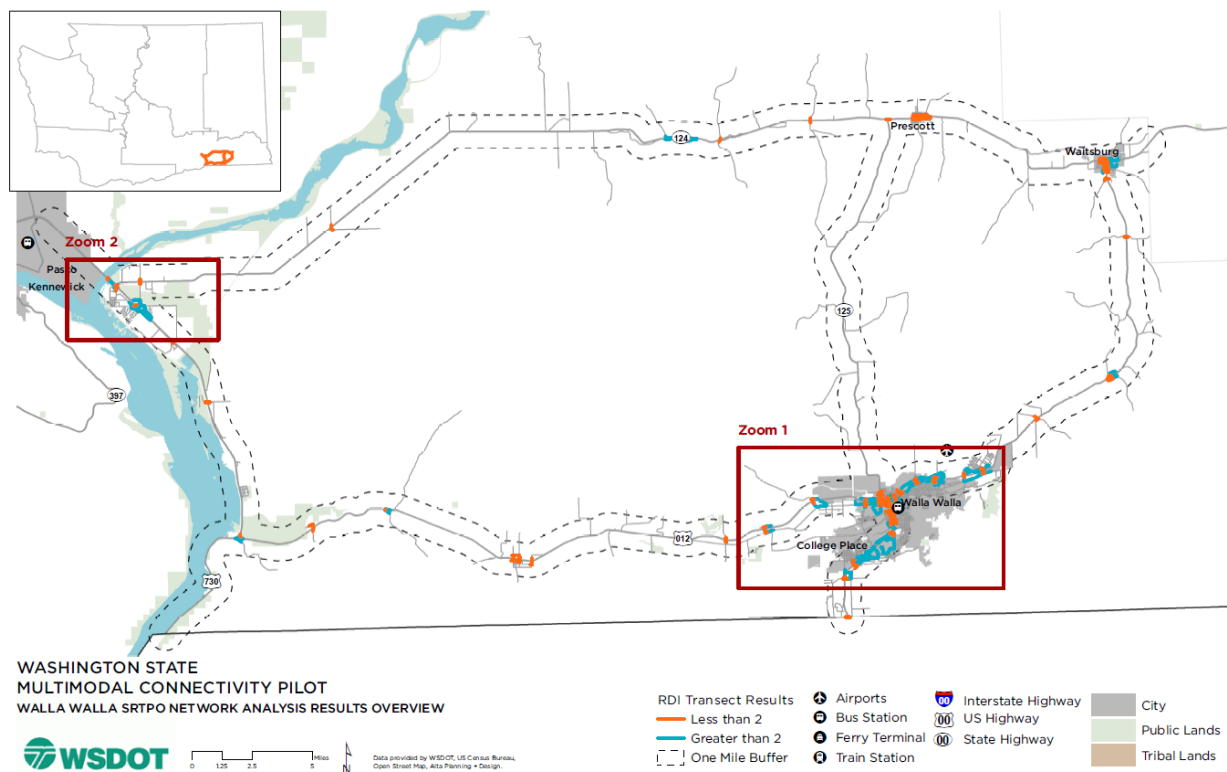 124
Prescott
Waitsburg
Zoom 2
Pasco
Kennewick
125
397
Zoom 1
Walla Walla
012
College Place
730
WASHINGTON STATE
MULTIMODAL CONNECTIVITY PILOT
WALLA WALLA SRTPO NETWORK ANALYSIS RESULTS OVERVIEW
WSDOT
0 1.25 2.5 5 Miles
Data provided by WSDOT, US Census Bureau,
Open Street Map, Alta Planning + Design.
RDI Transect Results
Less than 2
Greater than 2
One Mile Buffer
Airports
Bus Station
Ferry Terminal
Train Station
00 Interstate Highway
00 US Highway
00 State Highway
City
Public Lands
Tribal Lands